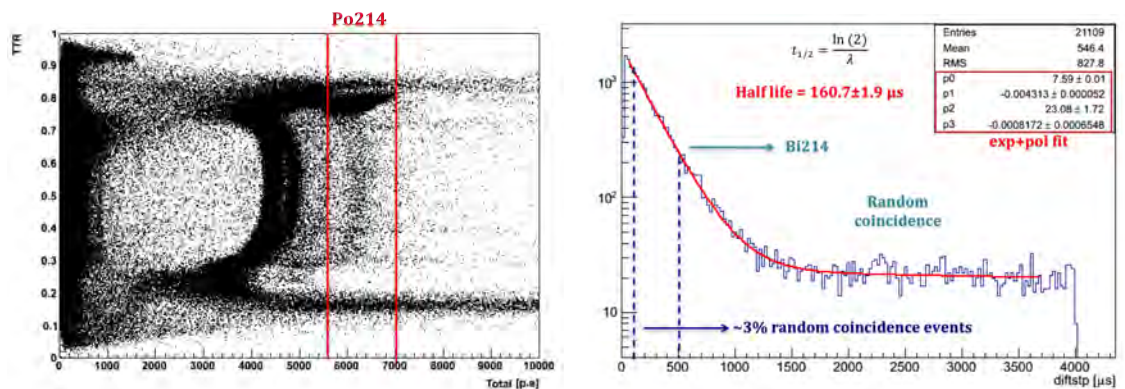 Po214
TTR
1
0.9
0.8
0.7
0.6
0.5
0.4
0.3
0.2
0.1
0
0 1000 2000 3000 4000 5000 6000 7000 8000 9000 10000
Total [p.e]
t1/2 = ln (2) / λ
Entries 21109
Mean 546.4
RMS 827.8
p0 7.59 ± 0.01
p1 -0.004313 ± 0.000052
p2 23.08 ± 1.72
p3 -0.0008172 ± 0.0006548
exp+pol fit
Half life = 160.7±1.9 μs
Bi214
Random
coincidence
~3% random coincidence events
10³
10²
10
0 500 1000 1500 2000 2500 3000 3500 4000
diftstp [μs]